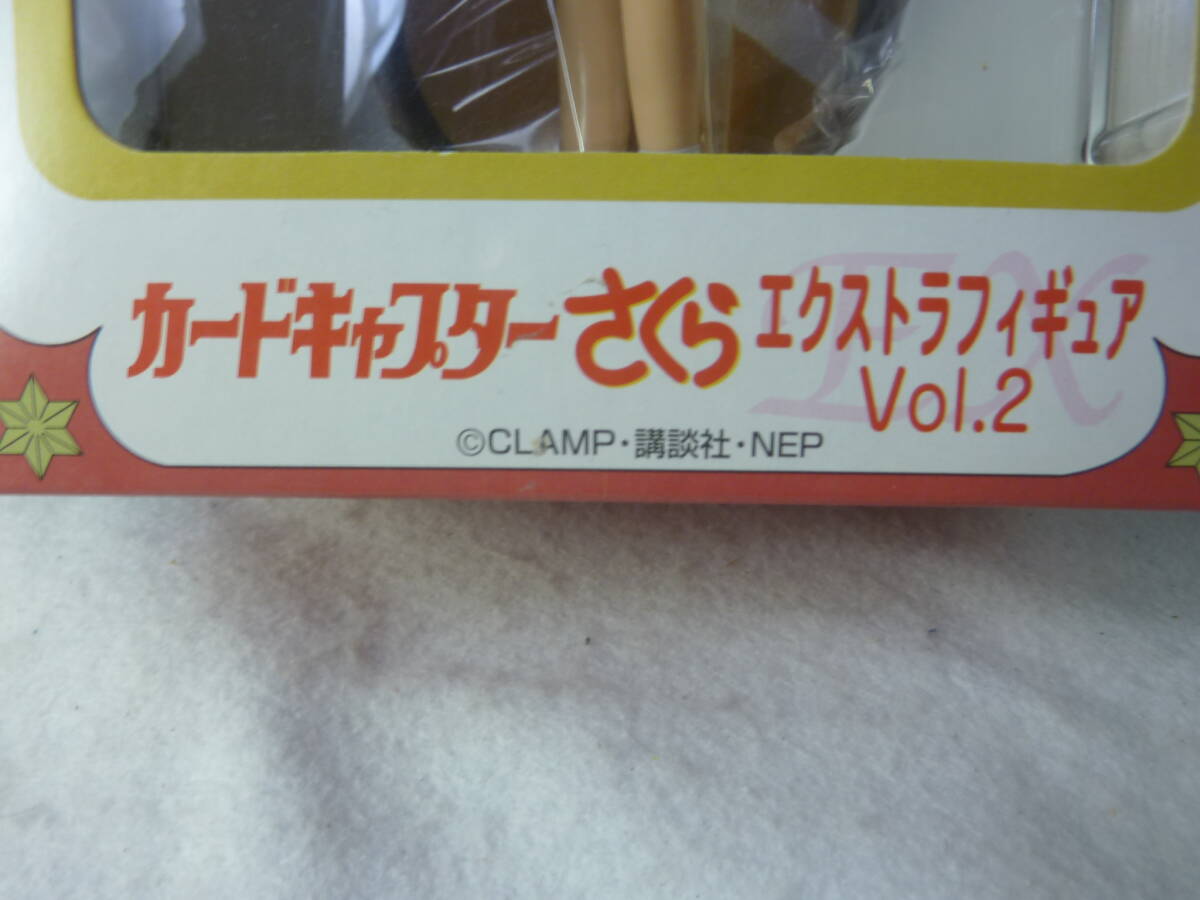 カードキャプターさくら エクストラフィギュア
EX
Vol.2
©CLAMP・講談社・NEP